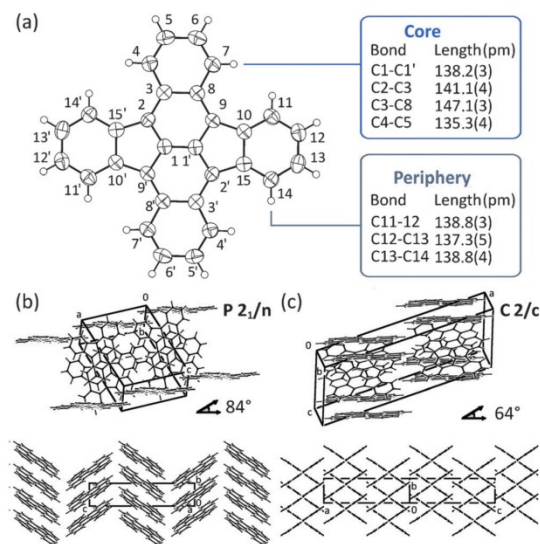 (a)
Core
Bond Length(pm)
C1-C1' 138.2(3)
C2-C3 141.1(4)
C3-C8 147.1(3)
C4-C5 135.3(4)
5 6
4 7
3 8
14' 2 9 11
15' 10 12
13'
12' 1 1' 13
10' 15
11' 9' 2' 14
8' 3'
7' 4'
6' 5'
Periphery
Bond Length(pm)
C11-12 138.8(3)
C12-C13 137.3(5)
C13-C14 138.8(4)
(b) P 2₁/n
a 0
b
c
84°
(c) C 2/c
a
0
b
c
64°
b
c a 0
b
a 0 c